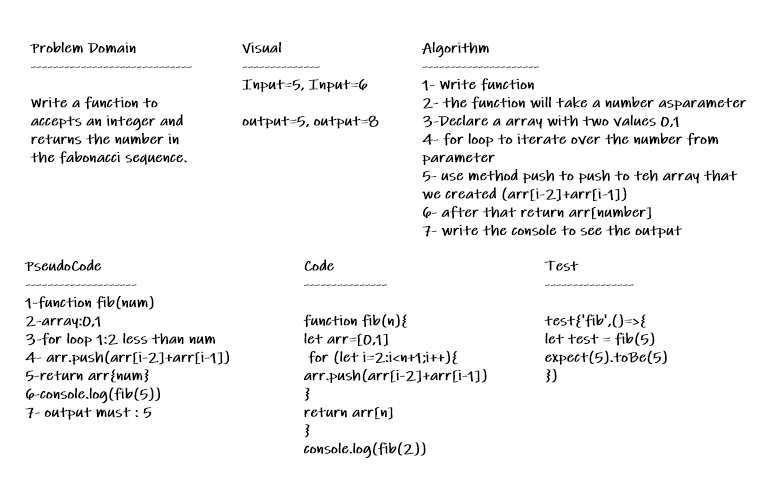 Problem Domain
-----------------------------
Write a function to
accepts an integer and
returns the number in
the fabonacci sequence.
Visual
--------------
Input=5, Input=6
output=5, output=8
Algorithm
---------------------
1- Write function
2- the function will take a number asparameter
3-Declare a array with two values 0,1
4- for loop to iterate over the number from
parameter
5- use method push to push to teh array that
we created (arr[i-2]+arr[i-1])
6- after that return arr[number]
7- write the console to see the output
PseudoCode
--------------------
1-function fib(num)
2-array:0,1
3-for loop 1:2 less than num
4- arr.push(arr[i-2]+arr[i-1])
5-return arr{num}
6-console.log(fib(5))
7- output must : 5
Code
---------------
function fib(n){
let arr=[0,1]
for (let i=2;i<n+1;i++){
arr.push(arr[i-2]+arr[i-1])
}
return arr[n]
}
console.log(fib(2))
Test
----------------
test{'fib',()=>{
let test = fib(5)
expect(5).toBe(5)
})